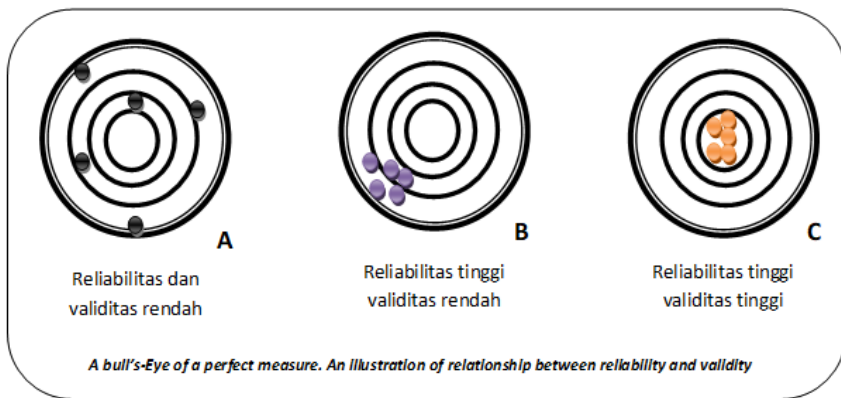 A
Reliabilitas dan
validitas rendah
B
Reliabilitas tinggi
validitas rendah
C
Reliabilitas tinggi
validitas tinggi
A bull's-Eye of a perfect measure. An illustration of relationship between reliability and validity